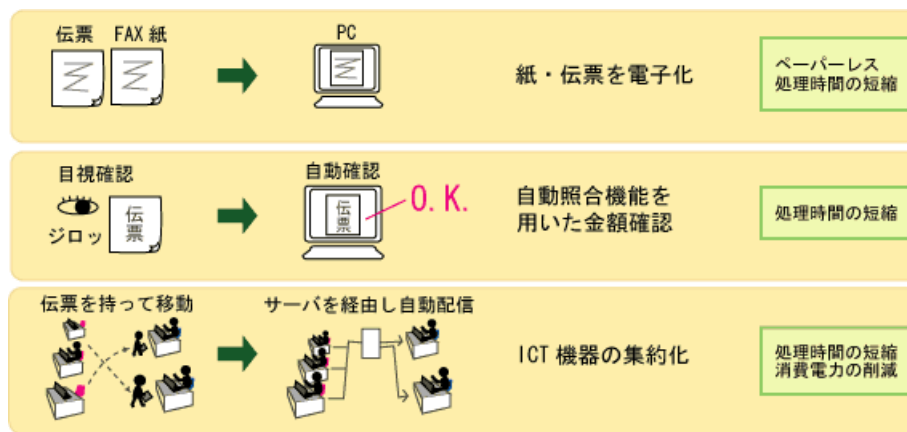 伝票 FAX 紙
PC
紙・伝票を電子化
ペーパーレス
処理時間の短縮
目視確認
ジロッ
伝
票
自動確認
伝
票
O. K.
自動照合機能を
用いた金額確認
処理時間の短縮
伝票を持って移動
サーバを経由し自動配信
ICT 機器の集約化
処理時間の短縮
消費電力の削減